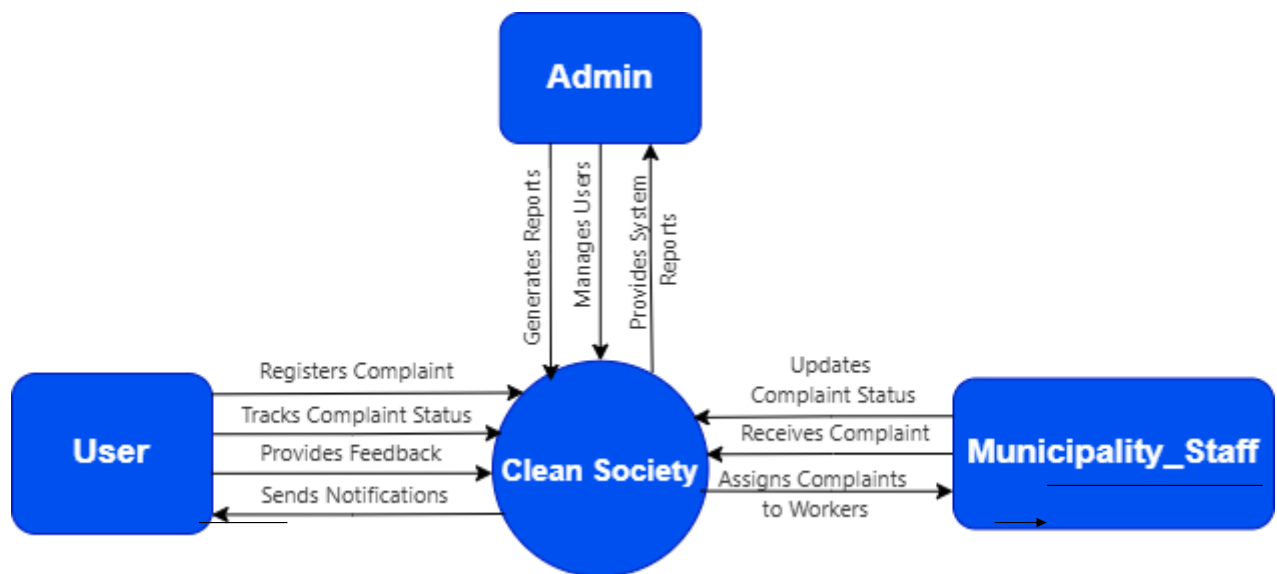 Admin
Generates Reports
Manages Users
Provides System
Reports
Registers Complaint
Tracks Complaint Status
Provides Feedback
Sends Notifications
User
Clean Society
Updates
Complaint Status
Receives Complaint
Assigns Complaints
to Workers
Municipality_Staff